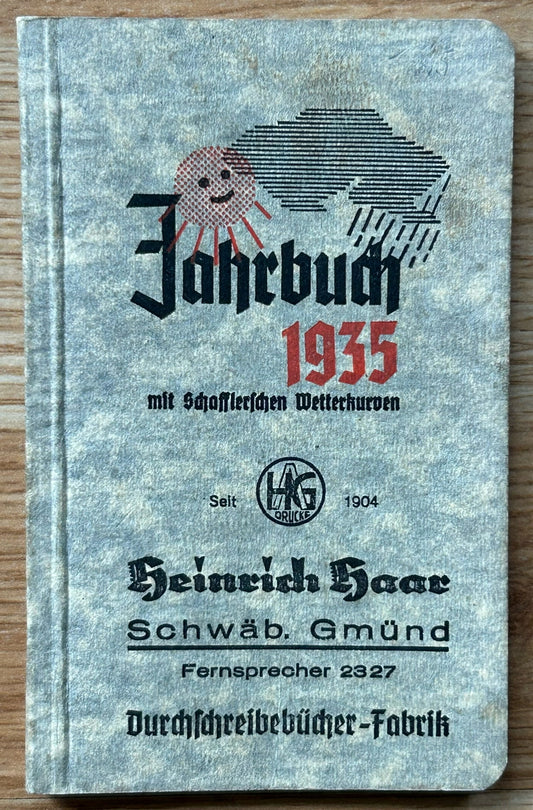 Jahrbuch
1935
mit Schafflerschen Wetterkurven
Seit HAG DRUCKE 1904
Heinrich Haar
Schwäb. Gmünd
Fernsprecher 2327
Durchschreibebücher-Fabrik